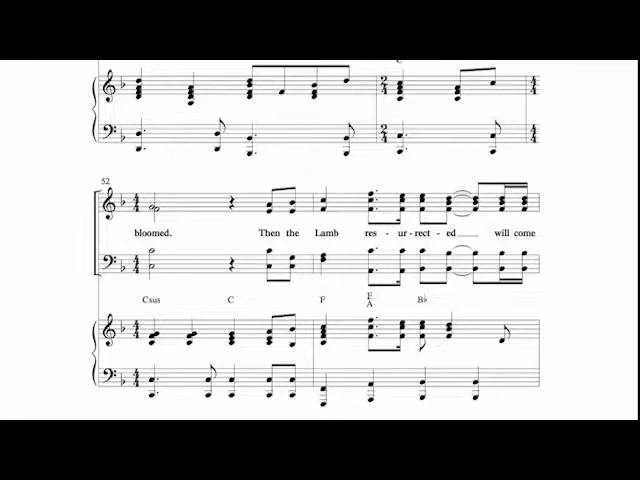 52
bloomed. Then the Lamb res - ur - rect - ed will come
Csus C F F/A B♭